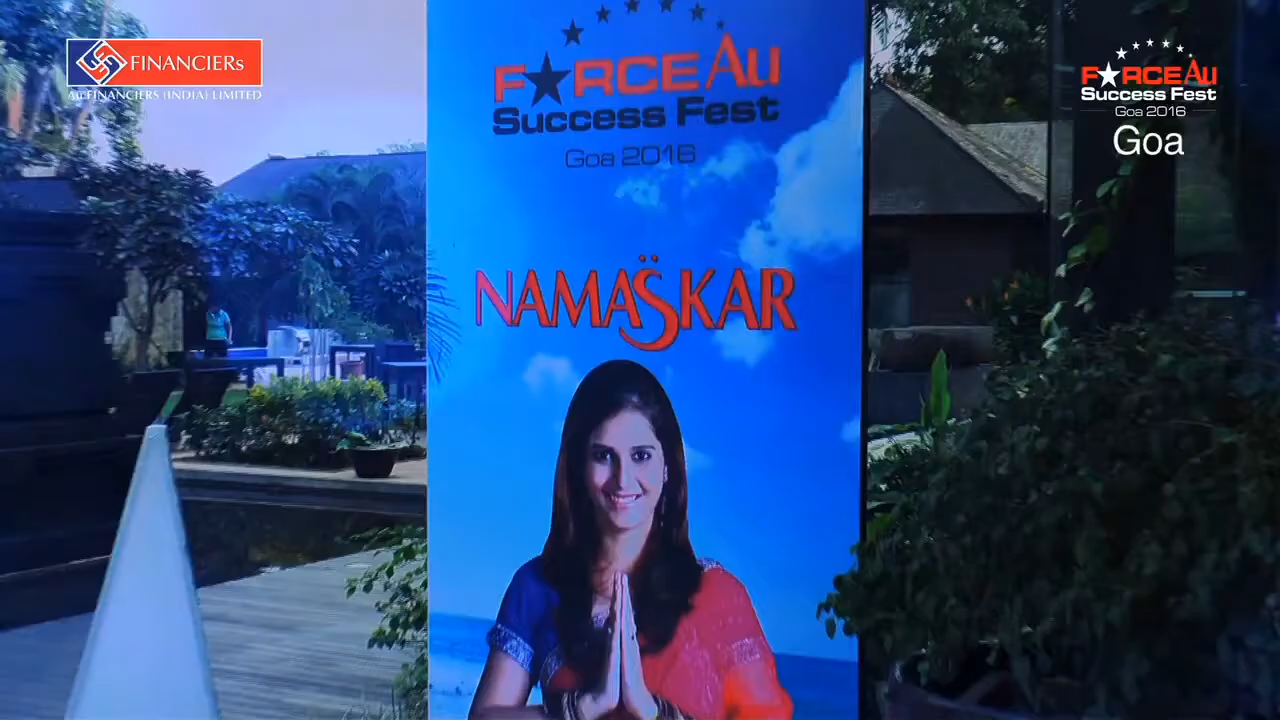 FINANCIERs
Au FINANCIERS (INDIA) LIMITED
F★RCE Au
Success Fest
Goa 2016
NAMASKAR
F★RCE Au
Success Fest
Goa 2016
Goa